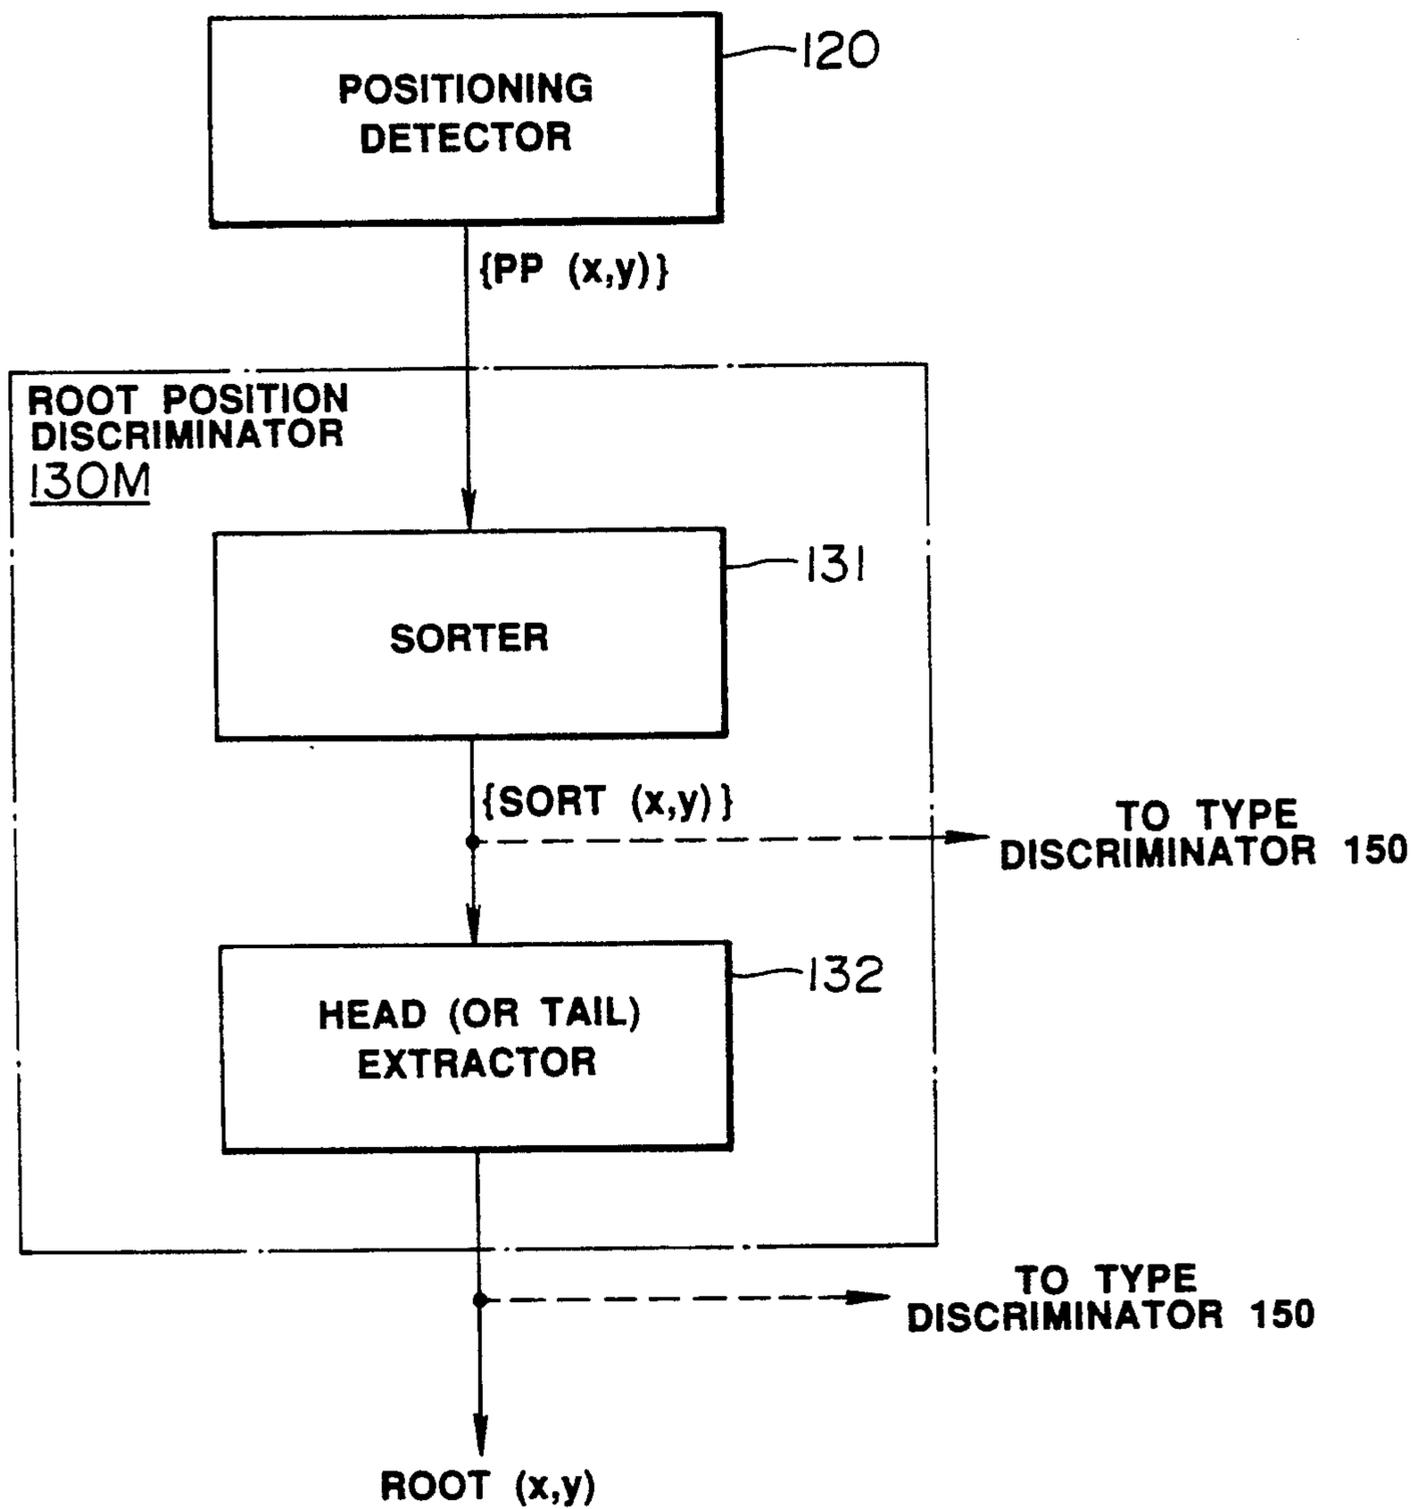 120
POSITIONING
DETECTOR
{PP (x,y)}
ROOT POSITION
DISCRIMINATOR
130M
131
SORTER
{SORT (x,y)}
TO TYPE
DISCRIMINATOR 150
132
HEAD (OR TAIL)
EXTRACTOR
TO TYPE
DISCRIMINATOR 150
ROOT (x,y)